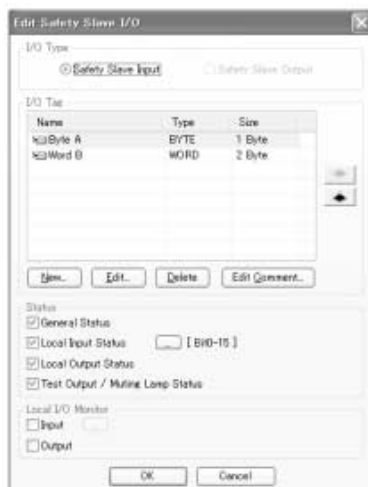 Edit Safety Slave I/O
I/O Type
Safety Slave Input Safety Slave Output
I/O Tag
Name Type Size
Byte A BYTE 1 Byte
Word B WORD 2 Byte
New... Edit... Delete Edit Comment...
Status
General Status
Local Input Status ... [ Bit0-15 ]
Local Output Status
Test Output / Muting Lamp Status
Local I/O Monitor
Input
Output
OK Cancel